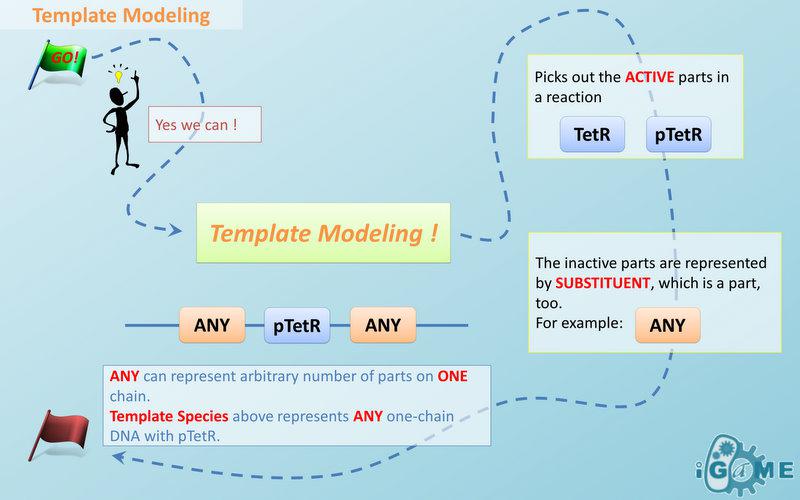 Template Modeling
GO!
Yes we can !
Template Modeling !
Picks out the ACTIVE parts in
a reaction
TetR pTetR
The inactive parts are represented
by SUBSTITUENT, which is a part,
too.
For example: ANY
ANY pTetR ANY
ANY can represent arbitrary number of parts on ONE
chain.
Template Species above represents ANY one-chain
DNA with pTetR.
iGaME